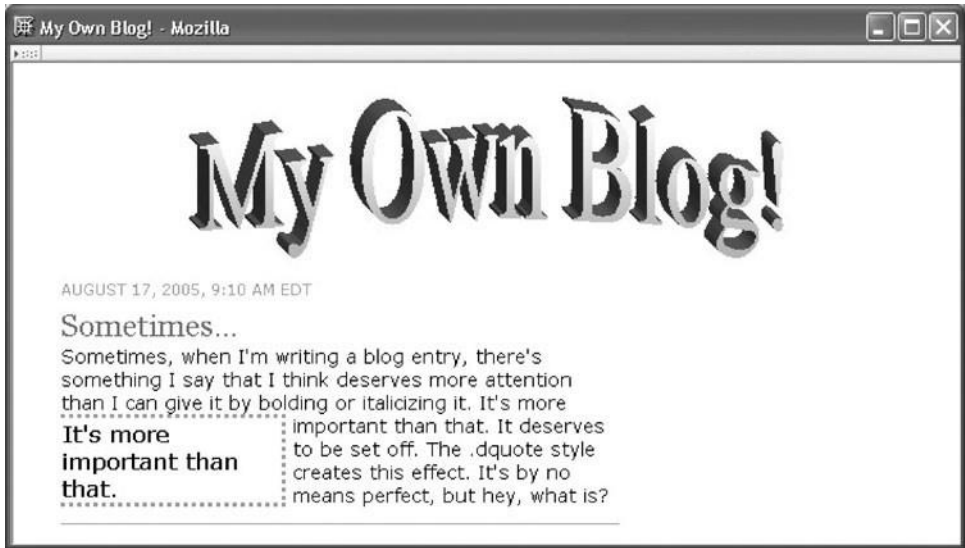 My Own Blog! - Mozilla
My Own Blog!
AUGUST 17, 2005, 9:10 AM EDT
Sometimes...
Sometimes, when I'm writing a blog entry, there's
something I say that I think deserves more attention
than I can give it by bolding or italicizing it. It's more
important than that. It deserves
to be set off. The .dquote style
creates this effect. It's by no
means perfect, but hey, what is?
It's more
important than
that.